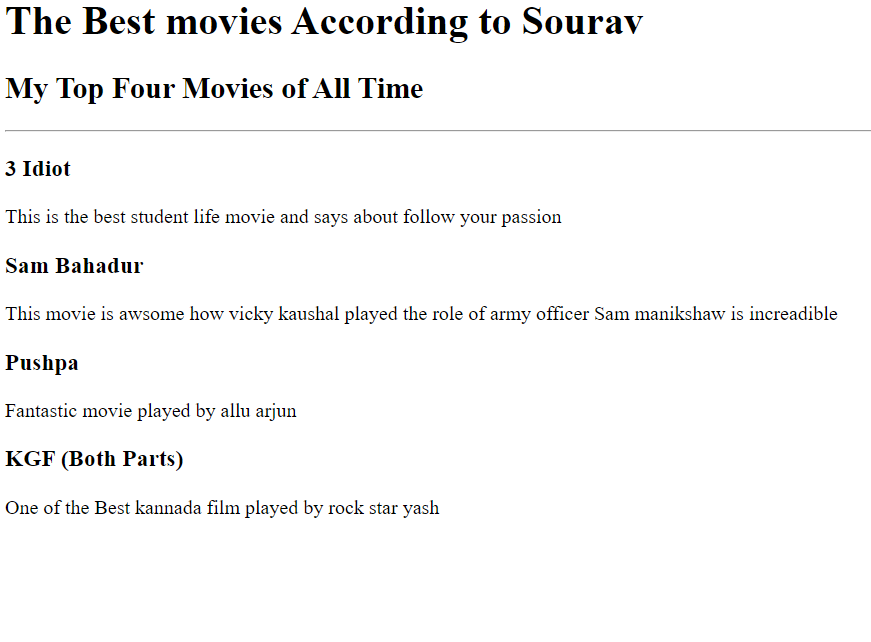 The Best movies According to Sourav
My Top Four Movies of All Time
3 Idiot
This is the best student life movie and says about follow your passion
Sam Bahadur
This movie is awsome how vicky kaushal played the role of army officer Sam manikshaw is increadible
Pushpa
Fantastic movie played by allu arjun
KGF (Both Parts)
One of the Best kannada film played by rock star yash